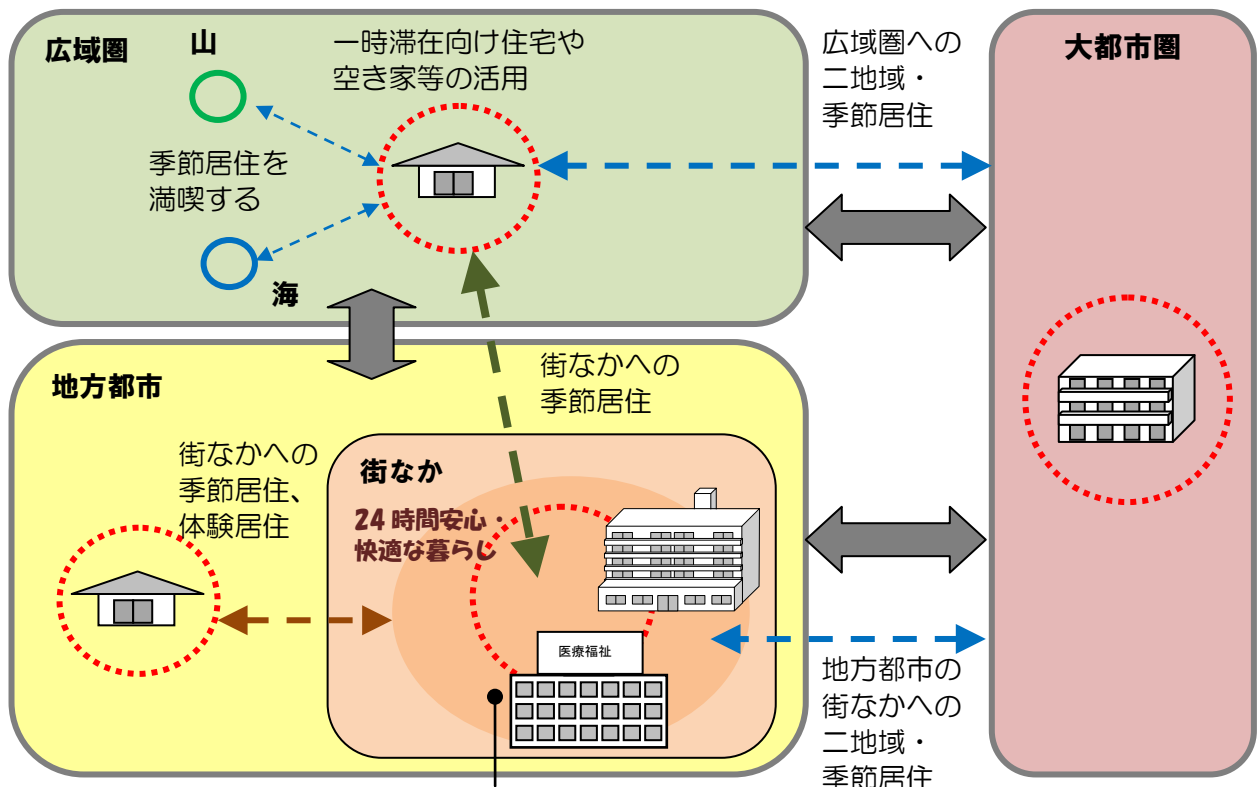 広域圏
山
一時滞在向け住宅や
空き家等の活用
季節居住を
満喫する
海
広域圏への
二地域・
季節居住
大都市圏
街なかへの
季節居住
地方都市
街なかへの
季節居住、
体験居住
街なか
24時間安心・
快適な暮らし
医療福祉
地方都市の
街なかへの
二地域・
季節居住